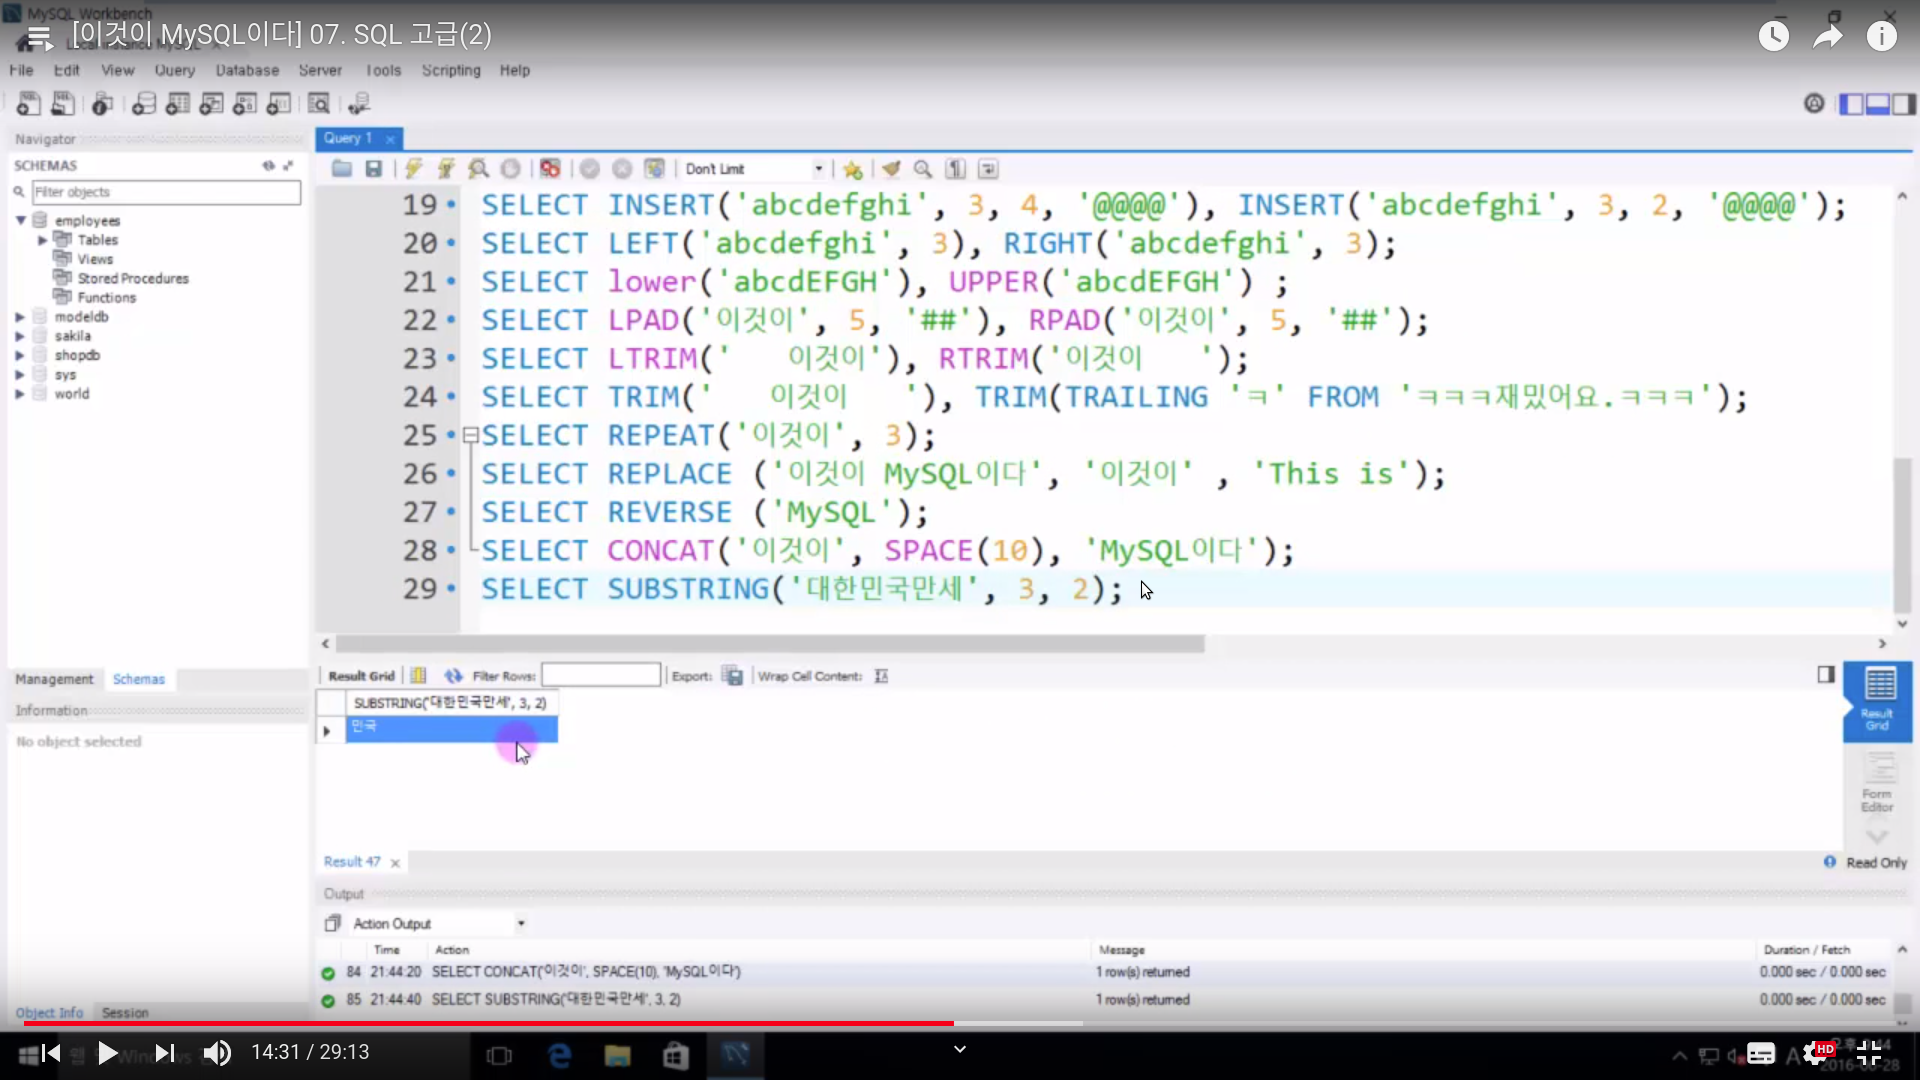 MySQL Workbench
[이것이 MySQL이다] 07. SQL 고급(2)
File Edit View Query Database Server Tools Scripting Help
Navigator
Query 1
SCHEMAS
Don't Limit
Filter objects
employees
Tables
Views
Stored Procedures
Functions
modeldb
sakila
shopdb
sys
world
19 SELECT INSERT('abcdefghi', 3, 4, '@@@@'), INSERT('abcdefghi', 3, 2, '@@@@');
20 SELECT LEFT('abcdefghi', 3), RIGHT('abcdefghi', 3);
21 SELECT lower('abcdEFGH'), UPPER('abcdEFGH') ;
22 SELECT LPAD('이것이', 5, '##'), RPAD('이것이', 5, '##');
23 SELECT LTRIM('   이것이'), RTRIM('이것이   ');
24 SELECT TRIM('   이것이   '), TRIM(TRAILING 'ㅋ' FROM 'ㅋㅋㅋ재밌어요.ㅋㅋㅋ');
25 SELECT REPEAT('이것이', 3);
26 SELECT REPLACE ('이것이 MySQL이다', '이것이' , 'This is');
27 SELECT REVERSE ('MySQL');
28 SELECT CONCAT('이것이', SPACE(10), 'MySQL이다');
29 SELECT SUBSTRING('대한민국만세', 3, 2);
Management Schemas
Information
No object selected
Result Grid Filter Rows: Export: Wrap Cell Content:
SUBSTRING('대한민국만세', 3, 2)
민국
Result Grid
Form Editor
Result 47
Read Only
Output
Action Output
Time Action Message Duration / Fetch
84 21:44:20 SELECT CONCAT('이것이', SPACE(10), 'MySQL이다') 1 row(s) returned 0.000 sec / 0.000 sec
85 21:44:40 SELECT SUBSTRING('대한민국만세', 3, 2) 1 row(s) returned 0.000 sec / 0.000 sec
Object Info Session
14:31 / 29:13
HD